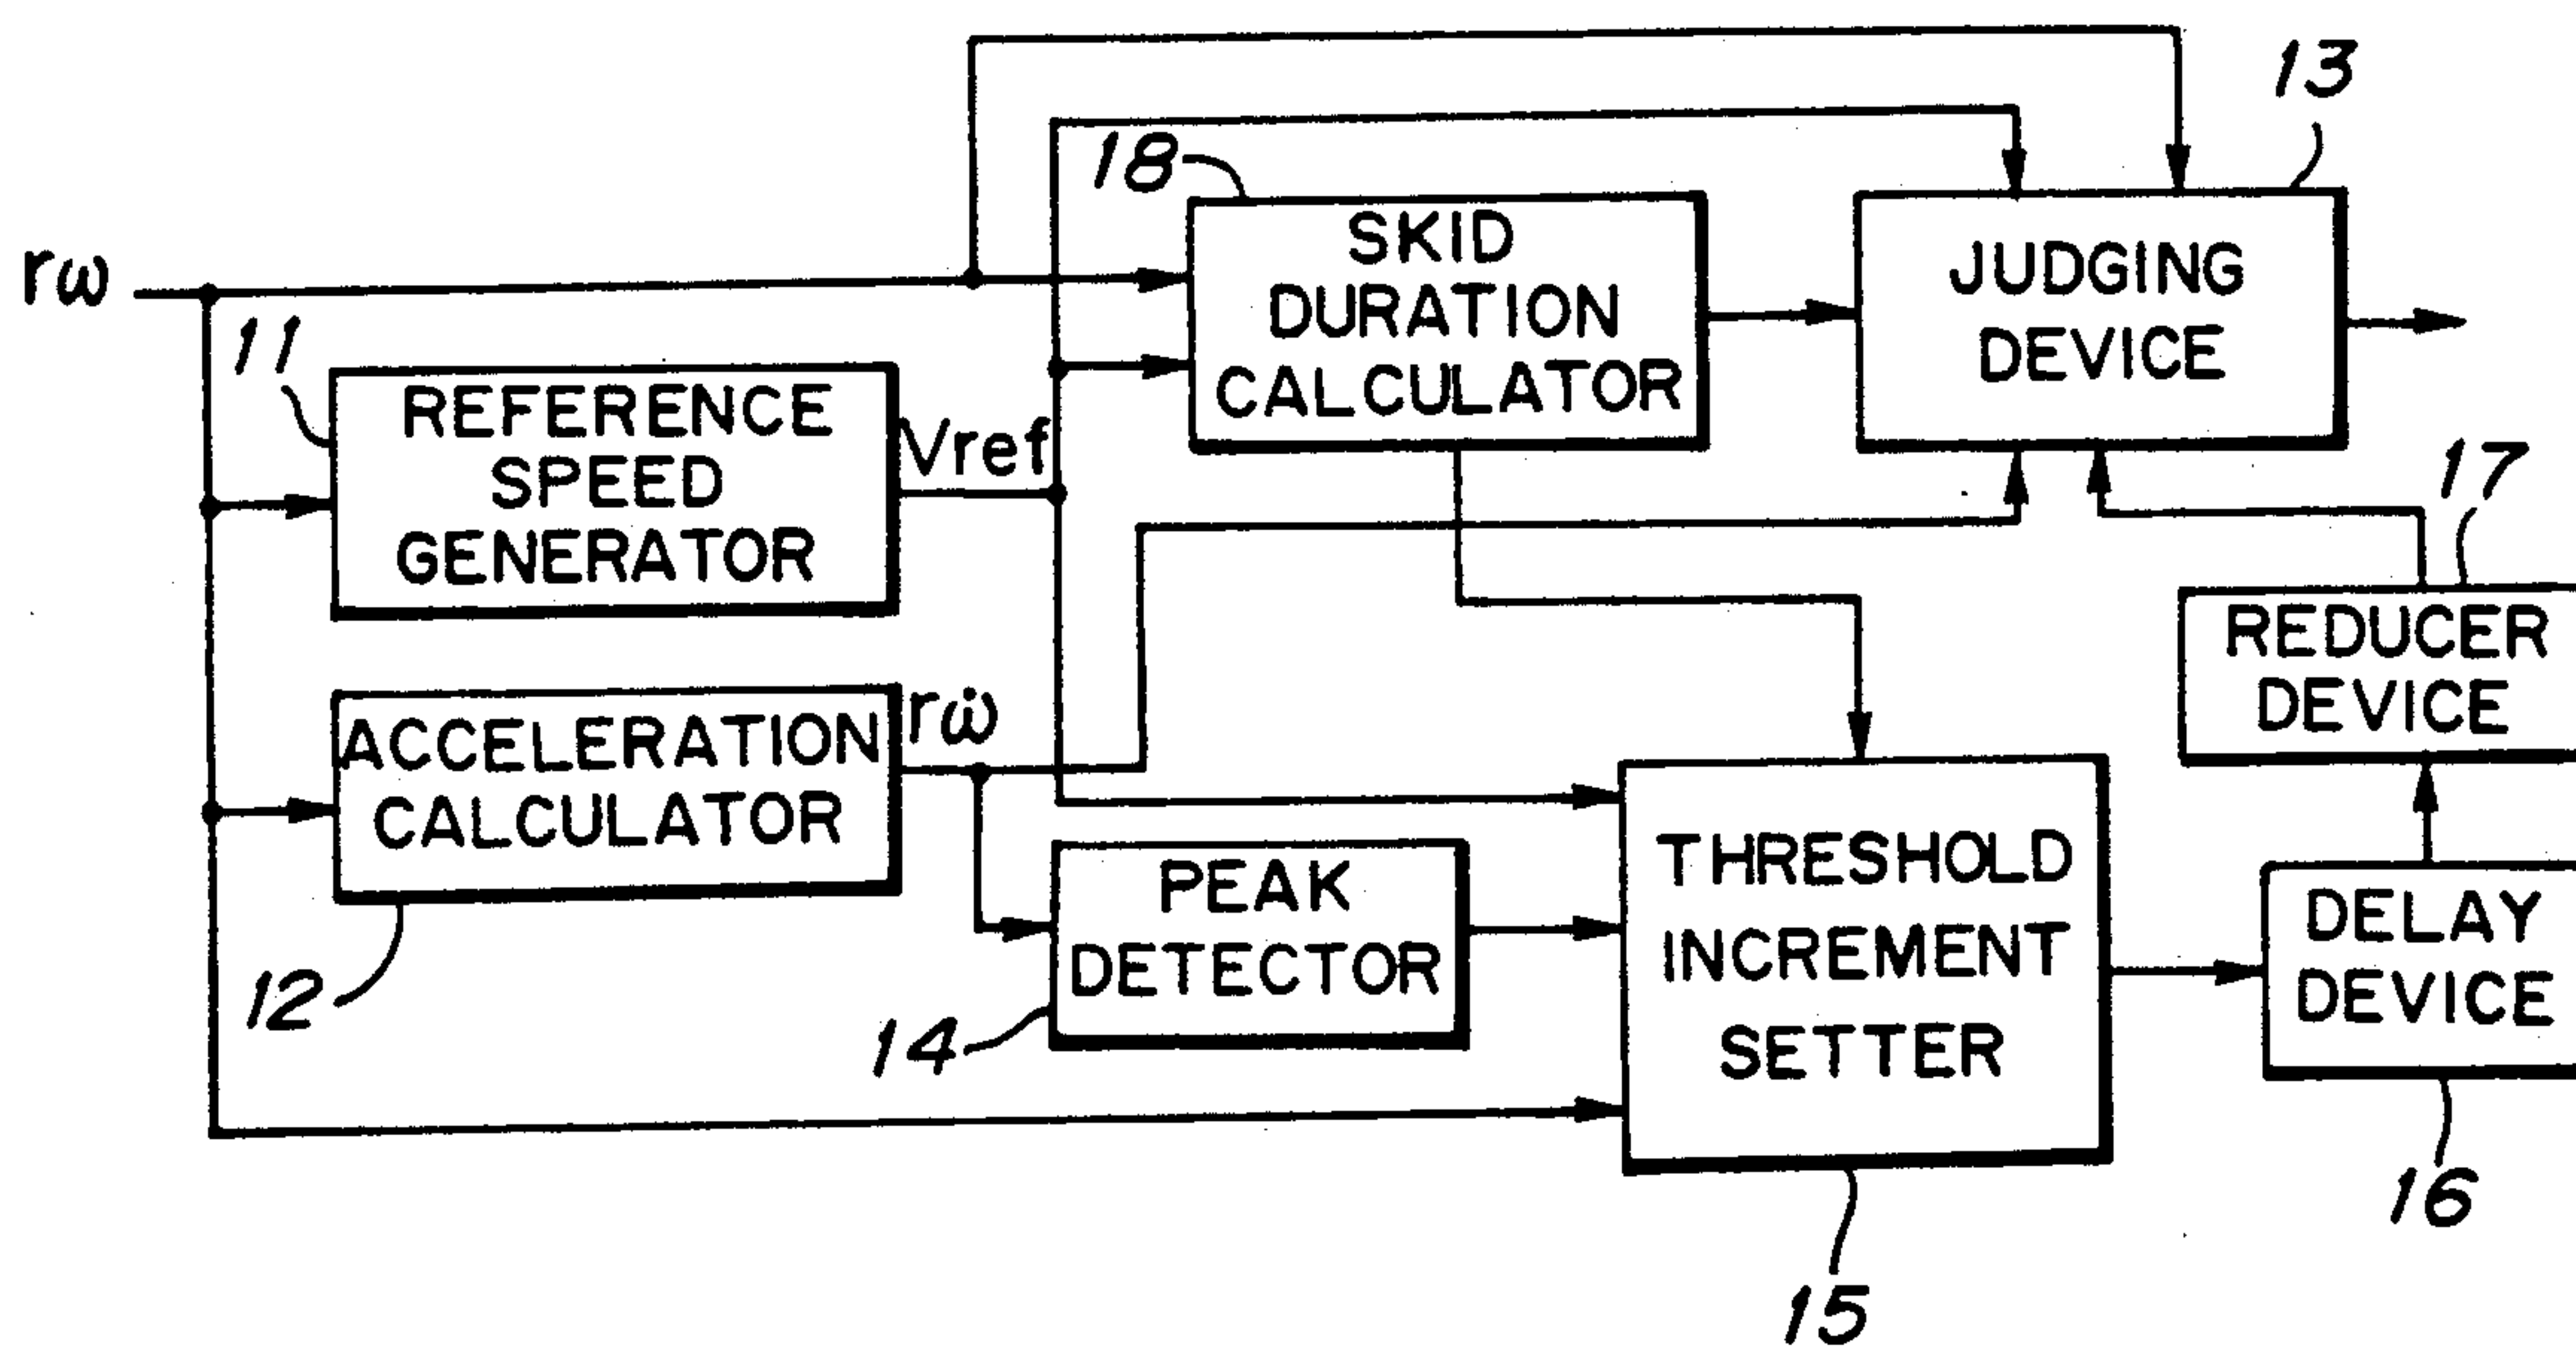 13
18
SKID
DURATION
CALCULATOR
JUDGING
DEVICE
rω
11
REFERENCE
SPEED
GENERATOR
Vref
17
REDUCER
DEVICE
ACCELERATION
CALCULATOR
rω̇
12
PEAK
DETECTOR
14
THRESHOLD
INCREMENT
SETTER
DELAY
DEVICE
16
15